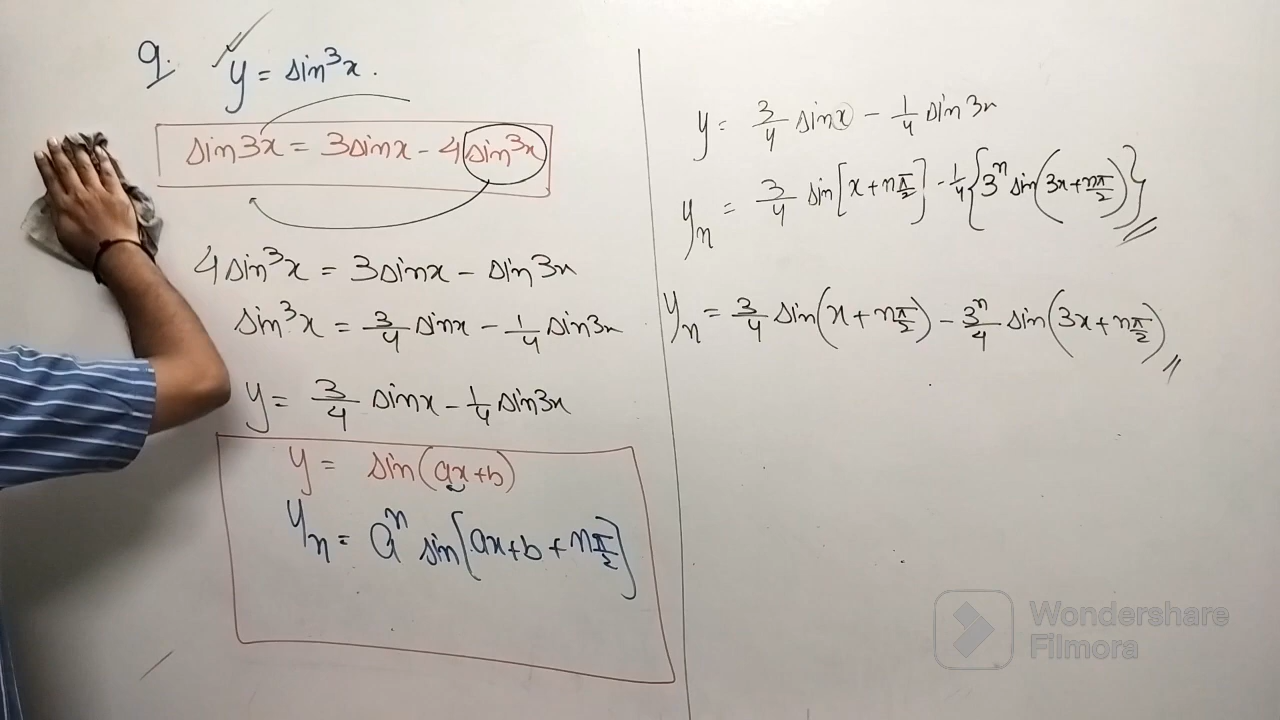 q. y = sin³x.
sin3x = 3sinx - 4sin³x
4sin³x = 3sinx - sin3x
sin³x = 3/4 sinx - 1/4 sin3x
y = 3/4 sinx - 1/4 sin3x
y = sin(ax+b)
yₙ = aⁿ sin[ax+b+nπ/2]
y = 3/4 sinx - 1/4 sin3x
yₙ = 3/4 sin[x+nπ/2] - 1/4{3ⁿ sin(3x+nπ/2)}
yₙ = 3/4 sin(x+nπ/2) - 3ⁿ/4 sin(3x+nπ/2)
Wondershare
Filmora